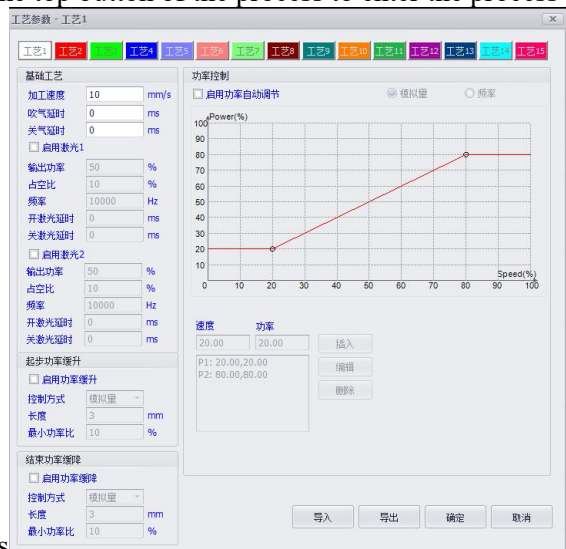 he top button of the process to enter the process
工艺参数 - 工艺1
工艺1 工艺2 工艺3 工艺4 工艺5 工艺6 工艺7 工艺8 工艺9 工艺10 工艺11 工艺12 工艺13 工艺14 工艺15
基础工艺
加工速度 10 mm/s
吹气延时 0 ms
关气延时 0 ms
启用激光1
输出功率 50 %
占空比 10 %
频率 10000 Hz
开激光延时 0 ms
关激光延时 0 ms
启用激光2
输出功率 50 %
占空比 10 %
频率 10000 Hz
开激光延时 0 ms
关激光延时 0 ms
起步功率缓升
启用功率缓升
控制方式 模拟量
长度 3 mm
最小功率比 10 %
结束功率缓降
启用功率缓降
控制方式 模拟量
长度 3 mm
最小功率比 10 %
功率控制
启用功率自动调节 模拟量 频率
Power(%)
100
90
80
70
60
50
40
30
20
10
Speed(%)
0 10 20 30 40 50 60 70 80 90 100
速度 功率
20.00 20.00 插入
P1: 20.00,20.00
P2: 80.00,80.00
编辑
删除
导入 导出 确定 取消
s